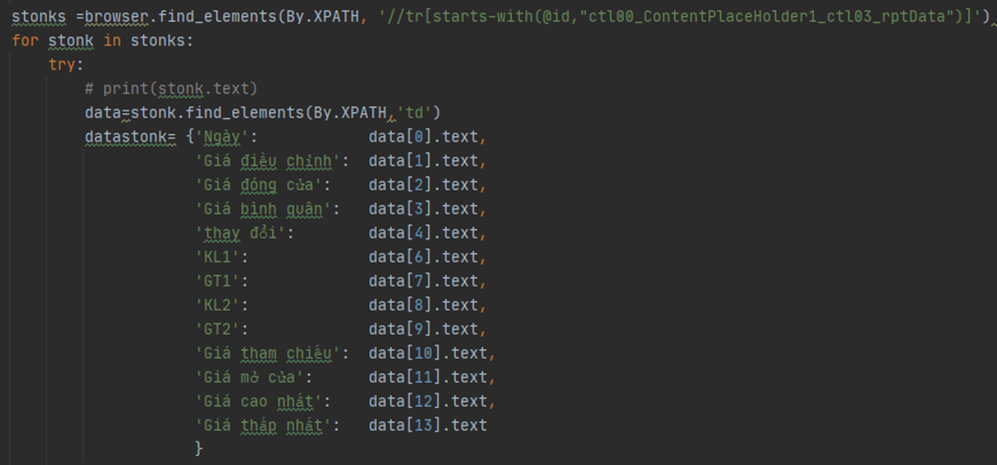 stonks =browser.find_elements(By.XPATH, '//tr[starts-with(@id,"ctl00_ContentPlaceHolder1_ctl03_rptData")]')
for stonk in stonks:
    try:
        # print(stonk.text)
        data=stonk.find_elements(By.XPATH,'td')
        datastonk= {'Ngày':            data[0].text,
                    'Giá điều chỉnh':  data[1].text,
                    'Giá đóng cửa':    data[2].text,
                    'Giá bình quân':   data[3].text,
                    'thay đổi':        data[4].text,
                    'KL1':             data[6].text,
                    'GT1':             data[7].text,
                    'KL2':             data[8].text,
                    'GT2':             data[9].text,
                    'Giá tham chiếu':  data[10].text,
                    'Giá mở cửa':      data[11].text,
                    'Giá cao nhất':    data[12].text,
                    'Giá thấp nhất':   data[13].text
                    }